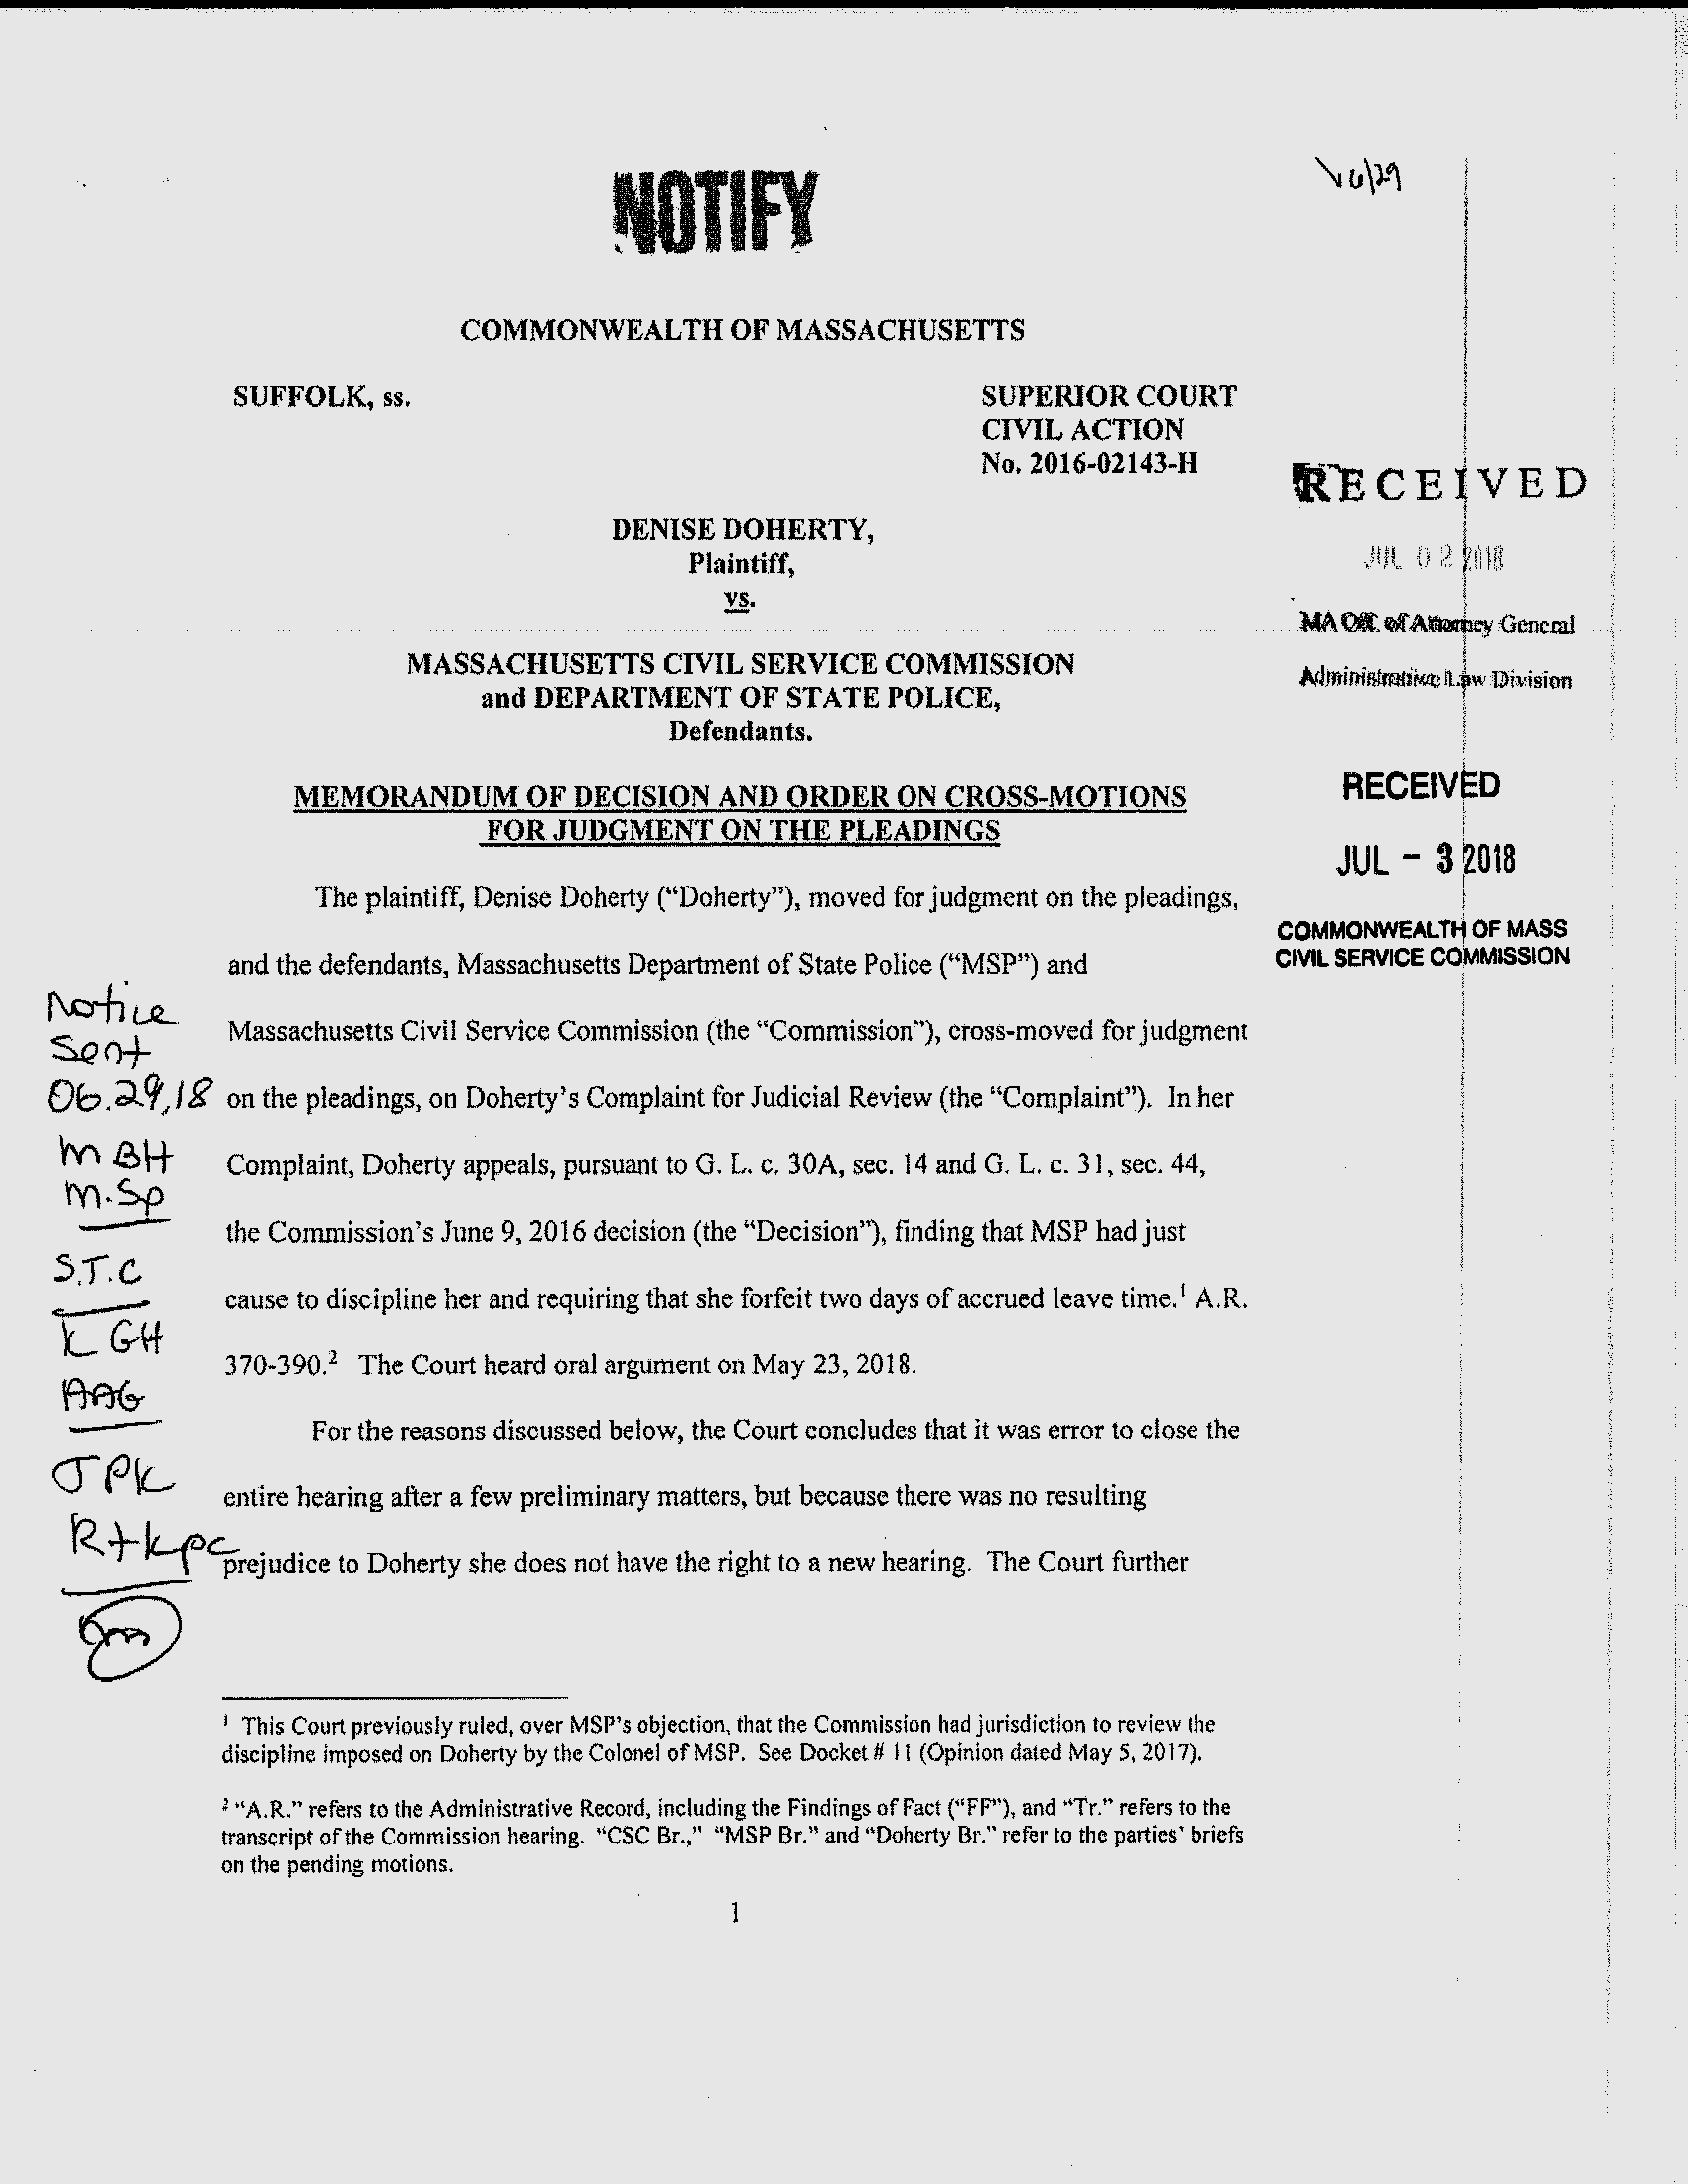 NOTIFY
6/29
COMMONWEALTH OF MASSACHUSETTS
SUFFOLK, ss.
SUPERIOR COURT
CIVIL ACTION
No. 2016-02143-H
RECEIVED
JUL 02 2018
MA Off. of Attorney General
Administrative Law Division
DENISE DOHERTY,
Plaintiff,
vs.
MASSACHUSETTS CIVIL SERVICE COMMISSION
and DEPARTMENT OF STATE POLICE,
Defendants.
MEMORANDUM OF DECISION AND ORDER ON CROSS-MOTIONS
FOR JUDGMENT ON THE PLEADINGS
RECEIVED
JUL - 3 2018
COMMONWEALTH OF MASS
CIVIL SERVICE COMMISSION
The plaintiff, Denise Doherty (“Doherty”), moved for judgment on the pleadings,
and the defendants, Massachusetts Department of State Police (“MSP”) and
Massachusetts Civil Service Commission (the “Commission”), cross-moved for judgment
on the pleadings, on Doherty’s Complaint for Judicial Review (the “Complaint”). In her
Complaint, Doherty appeals, pursuant to G. L. c. 30A, sec. 14 and G. L. c. 31, sec. 44,
the Commission’s June 9, 2016 decision (the “Decision”), finding that MSP had just
cause to discipline her and requiring that she forfeit two days of accrued leave time.1 A.R.
370-390.2 The Court heard oral argument on May 23, 2018.
For the reasons discussed below, the Court concludes that it was error to close the
entire hearing after a few preliminary matters, but because there was no resulting
prejudice to Doherty she does not have the right to a new hearing. The Court further
Notice
Sent
06.29.18
MBH
M.Sp
S.T.C
KGH
AAG
JPK
R+Kpc
1 This Court previously ruled, over MSP’s objection, that the Commission had jurisdiction to review the
discipline imposed on Doherty by the Colonel of MSP. See Docket # 11 (Opinion dated May 5, 2017).
2 “A.R.” refers to the Administrative Record, including the Findings of Fact (“FF”), and “Tr.” refers to the
transcript of the Commission hearing. “CSC Br.,” “MSP Br.” and “Doherty Br.” refer to the parties’ briefs
on the pending motions.
1